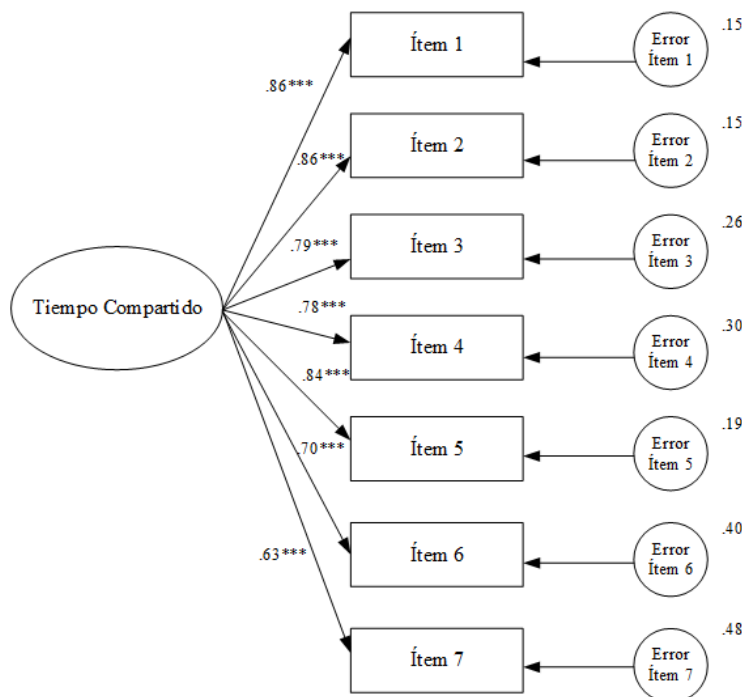 .15
Error
Ítem 1
Ítem 1
.86***
.15
Error
Ítem 2
Ítem 2
.86***
.26
Error
Ítem 3
Ítem 3
.79***
Tiempo Compartido
.78***
.30
Error
Ítem 4
Ítem 4
.84***
.19
Error
Ítem 5
Ítem 5
.70***
.40
Error
Ítem 6
Ítem 6
.63***
.48
Error
Ítem 7
Ítem 7